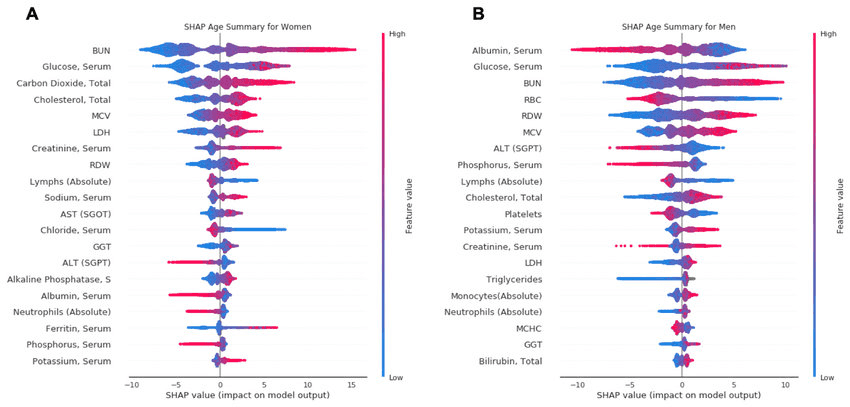 A
SHAP Age Summary for Women
BUN
Glucose, Serum
Carbon Dioxide, Total
Cholesterol, Total
MCV
LDH
Creatinine, Serum
RDW
Lymphs (Absolute)
Sodium, Serum
AST (SGOT)
Chloride, Serum
GGT
ALT (SGPT)
Alkaline Phosphatase, S
Albumin, Serum
Neutrophils (Absolute)
Ferritin, Serum
Phosphorus, Serum
Potassium, Serum
−10 −5 0 5 10 15
SHAP value (impact on model output)
High
Feature value
Low
B
SHAP Age Summary for Men
Albumin, Serum
Glucose, Serum
BUN
RBC
RDW
MCV
ALT (SGPT)
Phosphorus, Serum
Lymphs (Absolute)
Cholesterol, Total
Platelets
Potassium, Serum
Creatinine, Serum
LDH
Triglycerides
Monocytes(Absolute)
Neutrophils (Absolute)
MCHC
GGT
Bilirubin, Total
−10 −5 0 5 10
SHAP value (impact on model output)
High
Feature value
Low